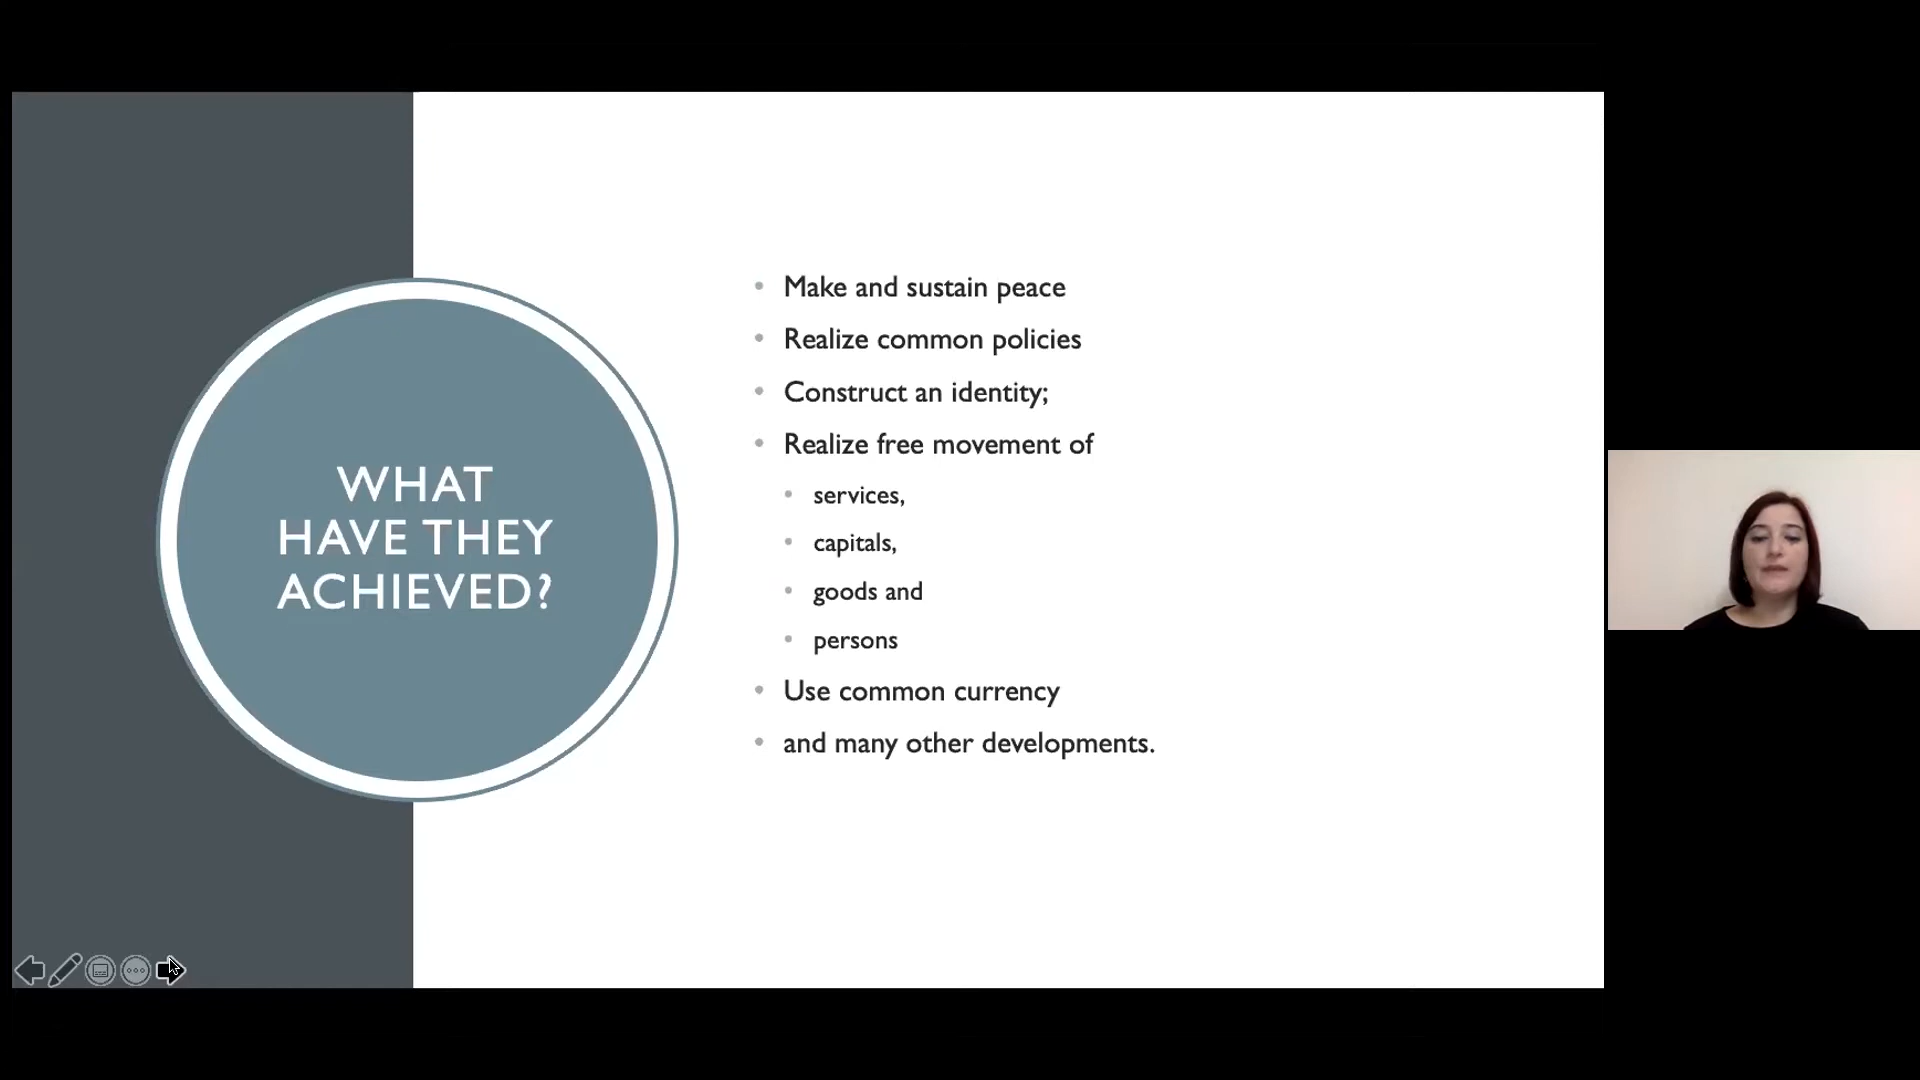 WHAT
HAVE THEY
ACHIEVED?
Make and sustain peace
Realize common policies
Construct an identity;
Realize free movement of
services,
capitals,
goods and
persons
Use common currency
and many other developments.